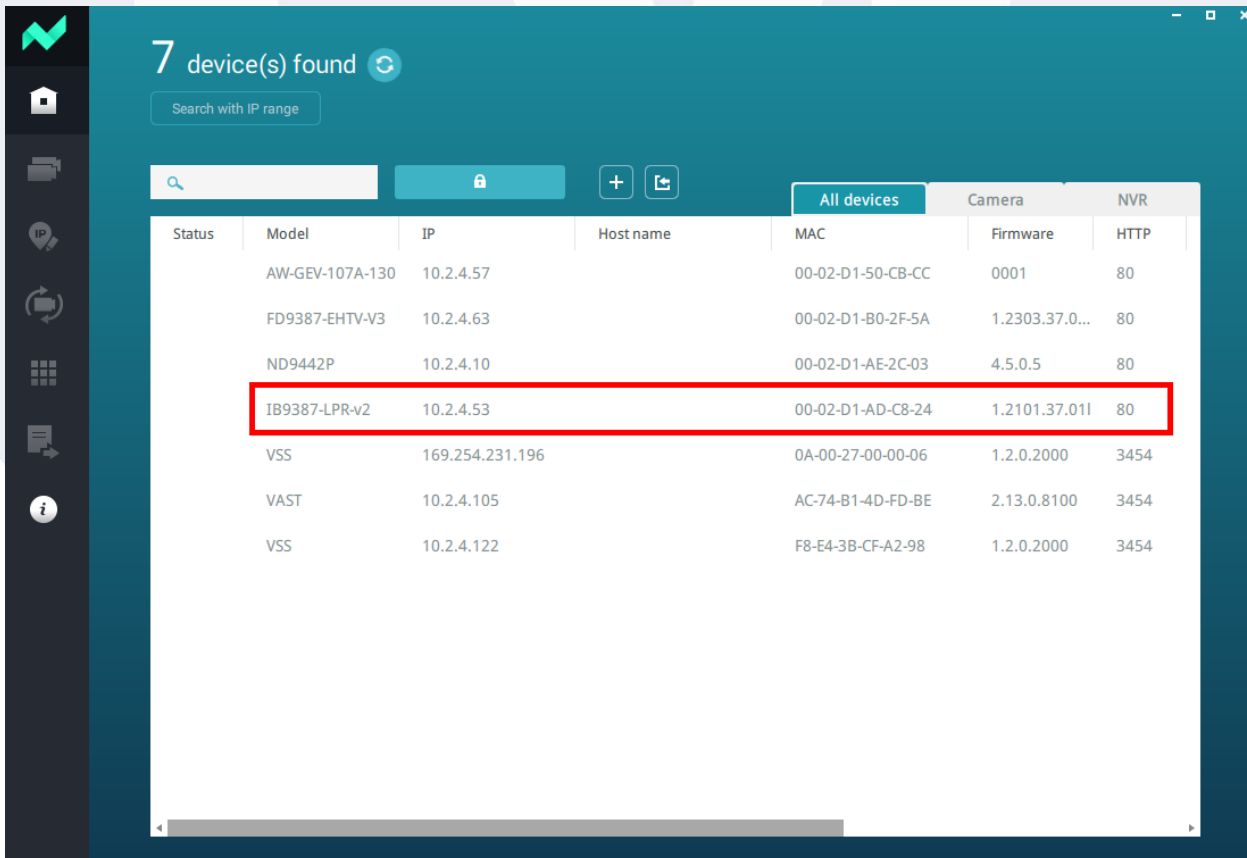 7 device(s) found
Search with IP range
All devices Camera NVR
Status Model IP Host name MAC Firmware HTTP
AW-GEV-107A-130 10.2.4.57 00-02-D1-50-CB-CC 0001 80
FD9387-EHTV-V3 10.2.4.63 00-02-D1-B0-2F-5A 1.2303.37.0... 80
ND9442P 10.2.4.10 00-02-D1-AE-2C-03 4.5.0.5 80
IB9387-LPR-v2 10.2.4.53 00-02-D1-AD-C8-24 1.2101.37.01l 80
VSS 169.254.231.196 0A-00-27-00-00-06 1.2.0.2000 3454
VAST 10.2.4.105 AC-74-B1-4D-FD-BE 2.13.0.8100 3454
VSS 10.2.4.122 F8-E4-3B-CF-A2-98 1.2.0.2000 3454
IP
i